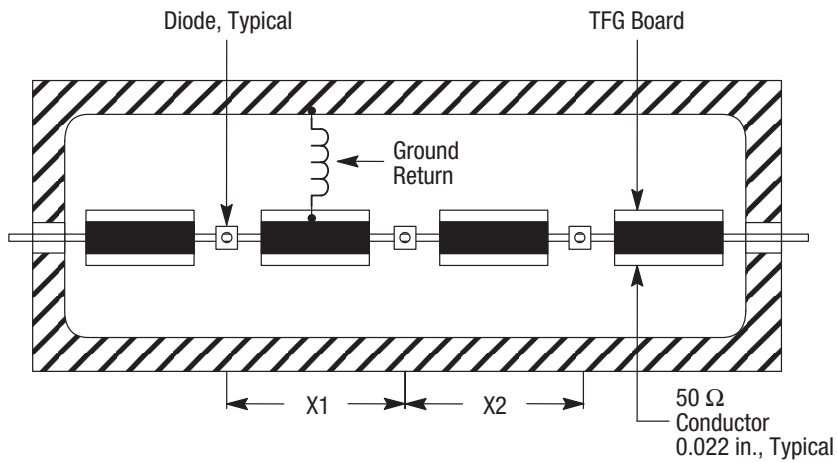 Diode, Typical
TFG Board
Ground
Return
X1
X2
50 Ω
Conductor
0.022 in., Typical